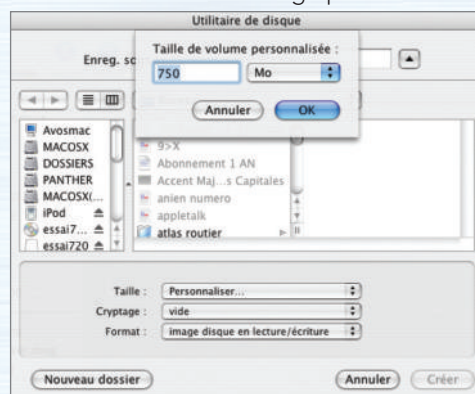 Utilitaire de disque
Taille de volume personnalisée :
Enreg. so
750 Mo
Annuler OK
Avosmac
MACOSX
DOSSIERS
PANTHER
MACOSX(...
iPod
essai7...
essai720
9>X
Abonnement 1 AN
Accent Maj...s Capitales
anien numero
appletalk
atlas routier
Taille : Personnaliser...
Cryptage : vide
Format : image disque en lecture/écriture
Nouveau dossier Annuler Créer